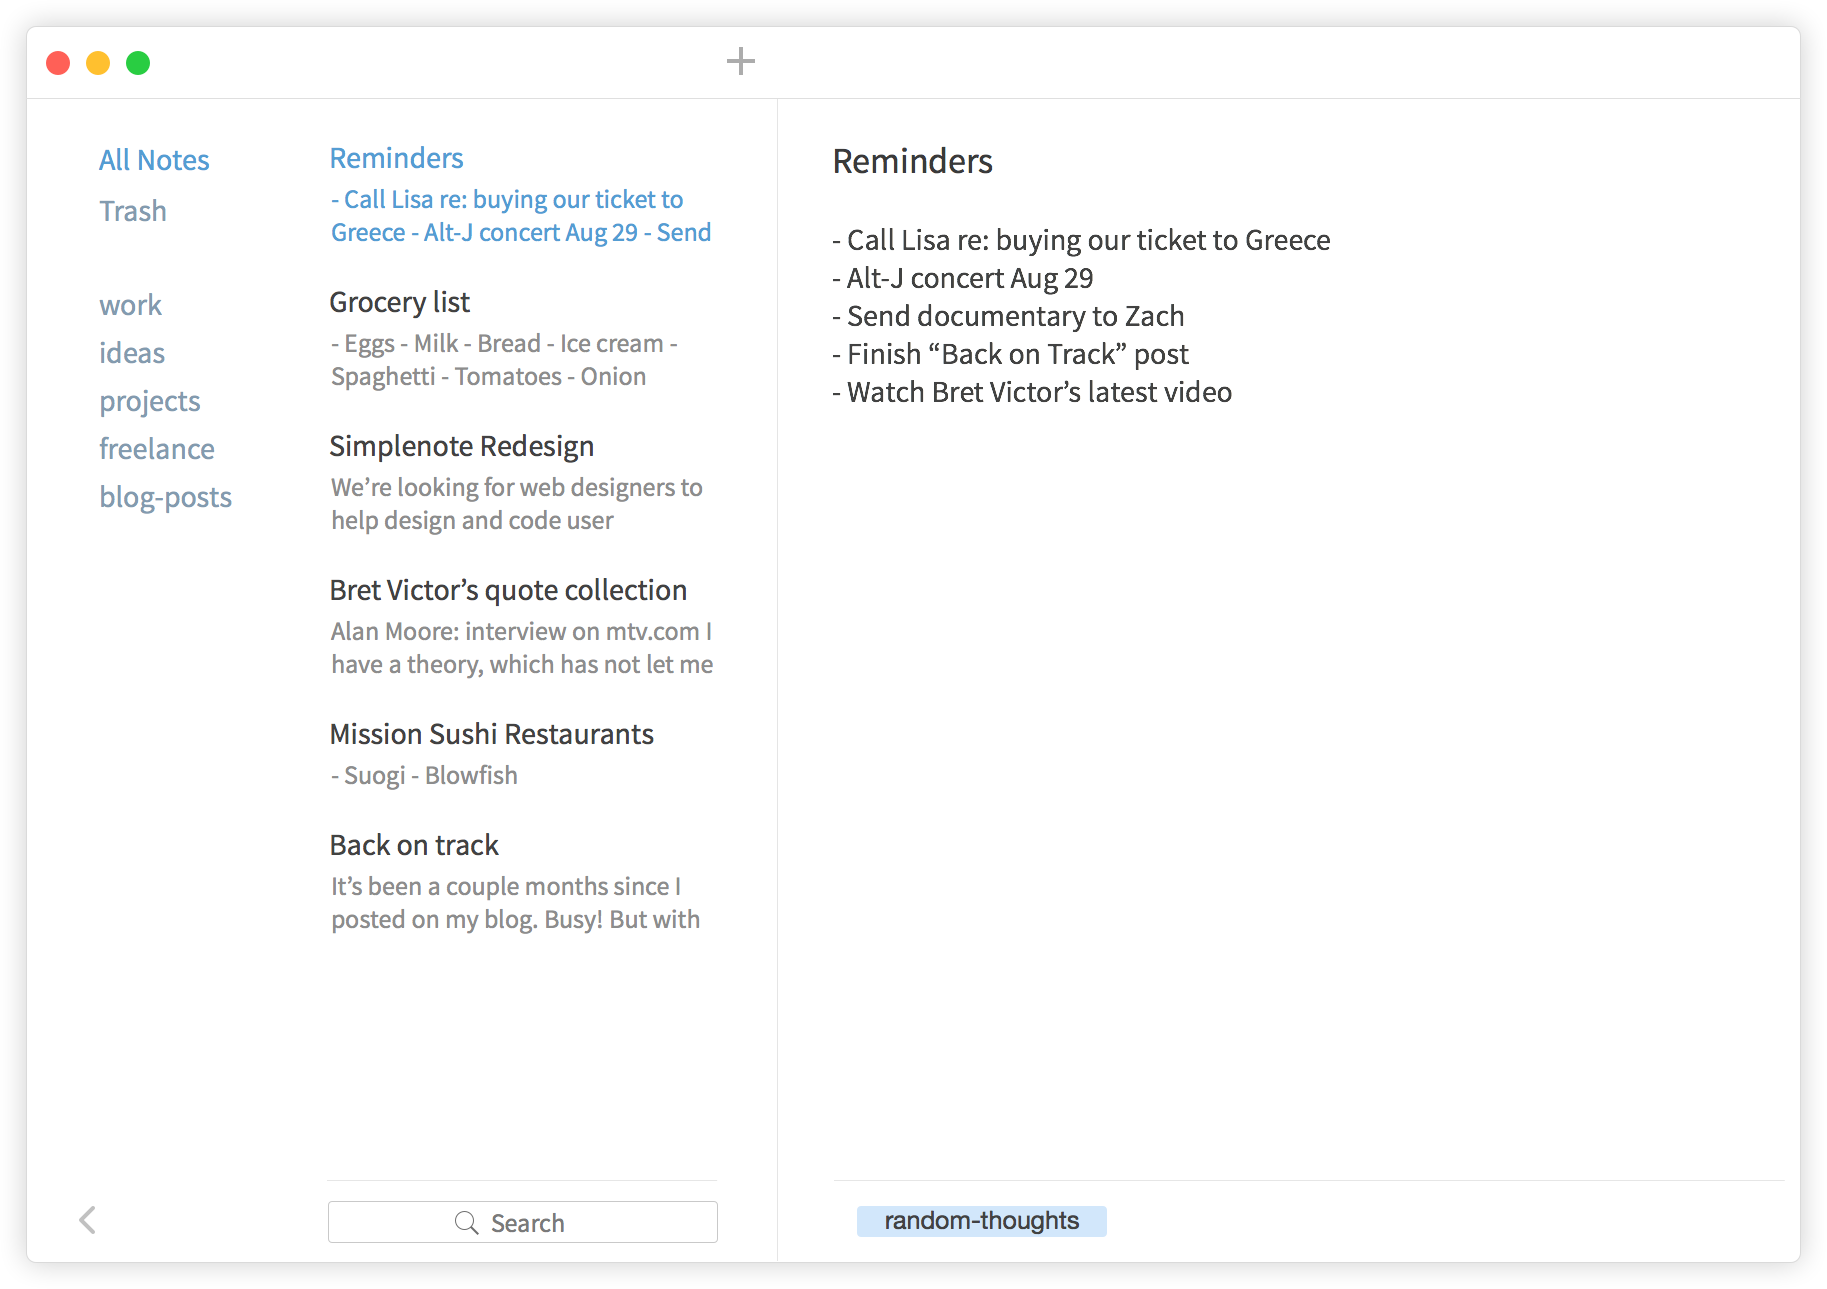 All Notes
Trash
work
ideas
projects
freelance
blog-posts
Reminders
- Call Lisa re: buying our ticket to
Greece - Alt-J concert Aug 29 - Send
Grocery list
- Eggs - Milk - Bread - Ice cream -
Spaghetti - Tomatoes - Onion
Simplenote Redesign
We’re looking for web designers to
help design and code user
Bret Victor’s quote collection
Alan Moore: interview on mtv.com I
have a theory, which has not let me
Mission Sushi Restaurants
- Suogi - Blowfish
Back on track
It’s been a couple months since I
posted on my blog. Busy! But with
Search
Reminders
- Call Lisa re: buying our ticket to Greece
- Alt-J concert Aug 29
- Send documentary to Zach
- Finish “Back on Track” post
- Watch Bret Victor’s latest video
random-thoughts